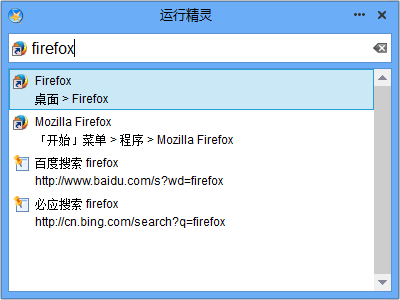 运行精灵
firefox
Firefox
桌面 > Firefox
Mozilla Firefox
「开始」菜单 > 程序 > Mozilla Firefox
百度搜索 firefox
http://www.baidu.com/s?wd=firefox
必应搜索 firefox
http://cn.bing.com/search?q=firefox